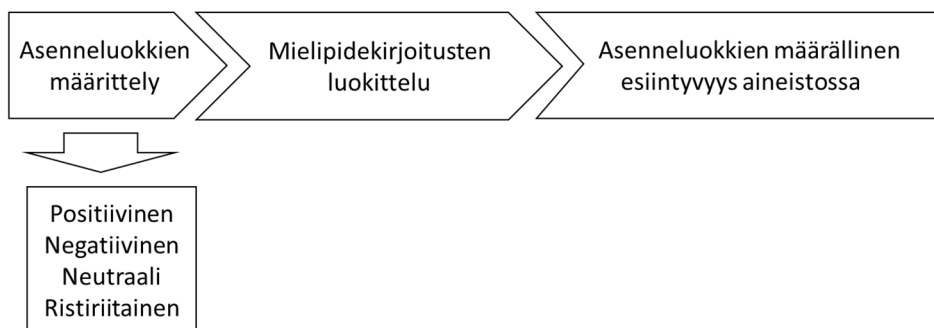 Asenneluokkien
määrittely
Mielipidekirjoitusten
luokittelu
Asenneluokkien määrällinen
esiintyvyys aineistossa
Positiivinen
Negatiivinen
Neutraali
Ristiriitainen